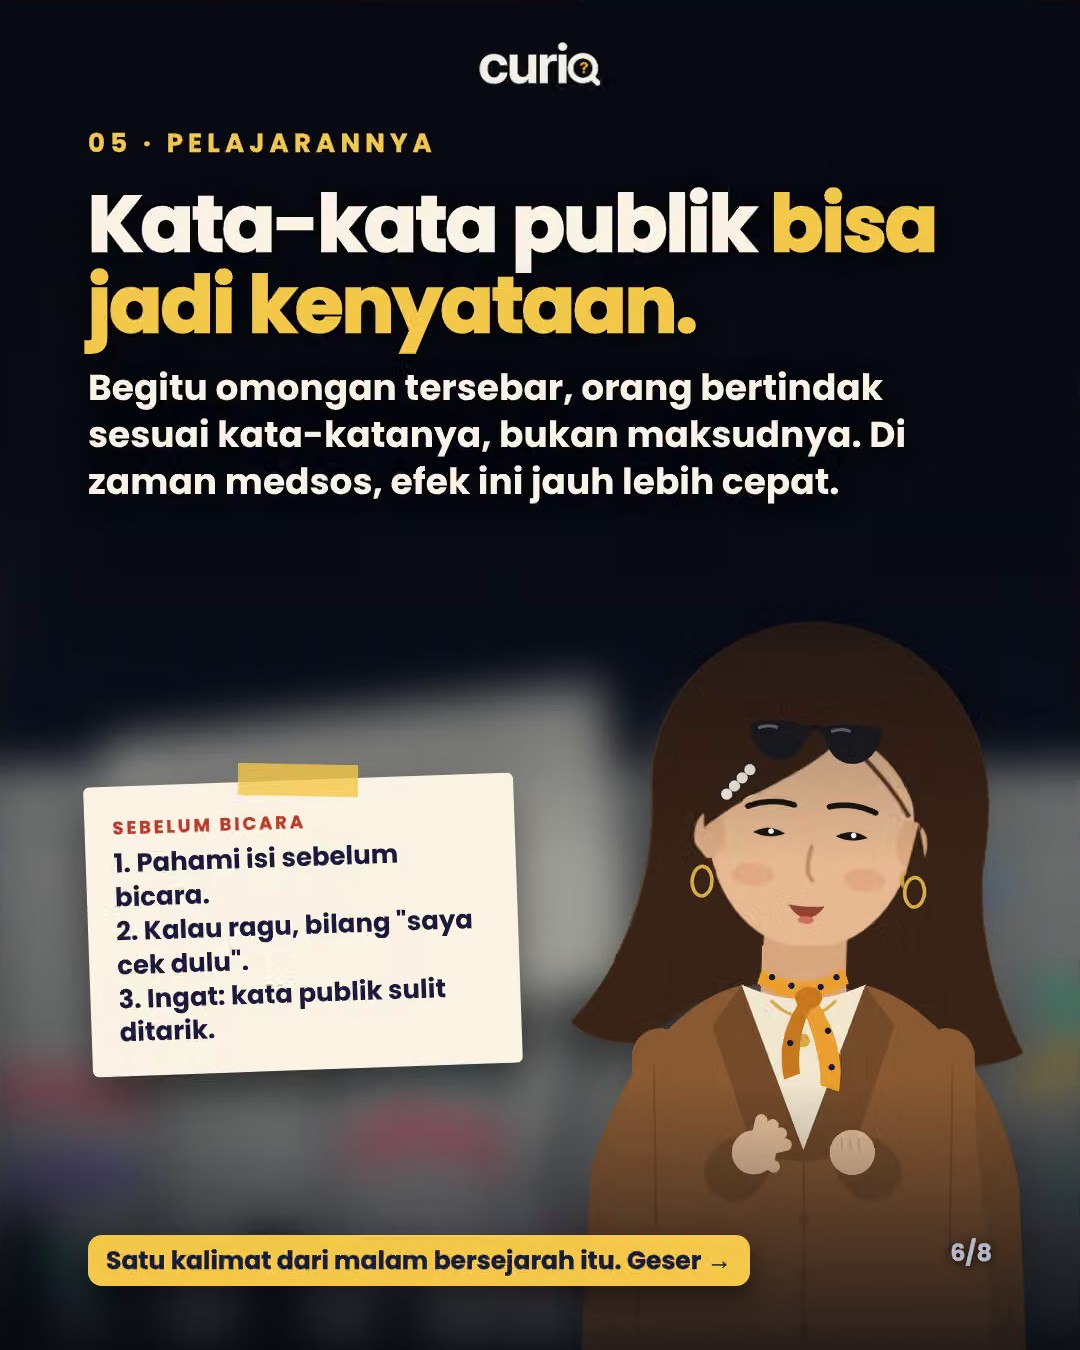 curiQ?
05 · PELAJARANNYA
Kata-kata publik bisa
jadi kenyataan.
Begitu omongan tersebar, orang bertindak
sesuai kata-katanya, bukan maksudnya. Di
zaman medsos, efek ini jauh lebih cepat.
SEBELUM BICARA
1. Pahami isi sebelum
bicara.
2. Kalau ragu, bilang "saya
cek dulu".
3. Ingat: kata publik sulit
ditarik.
Satu kalimat dari malam bersejarah itu. Geser →
6/8